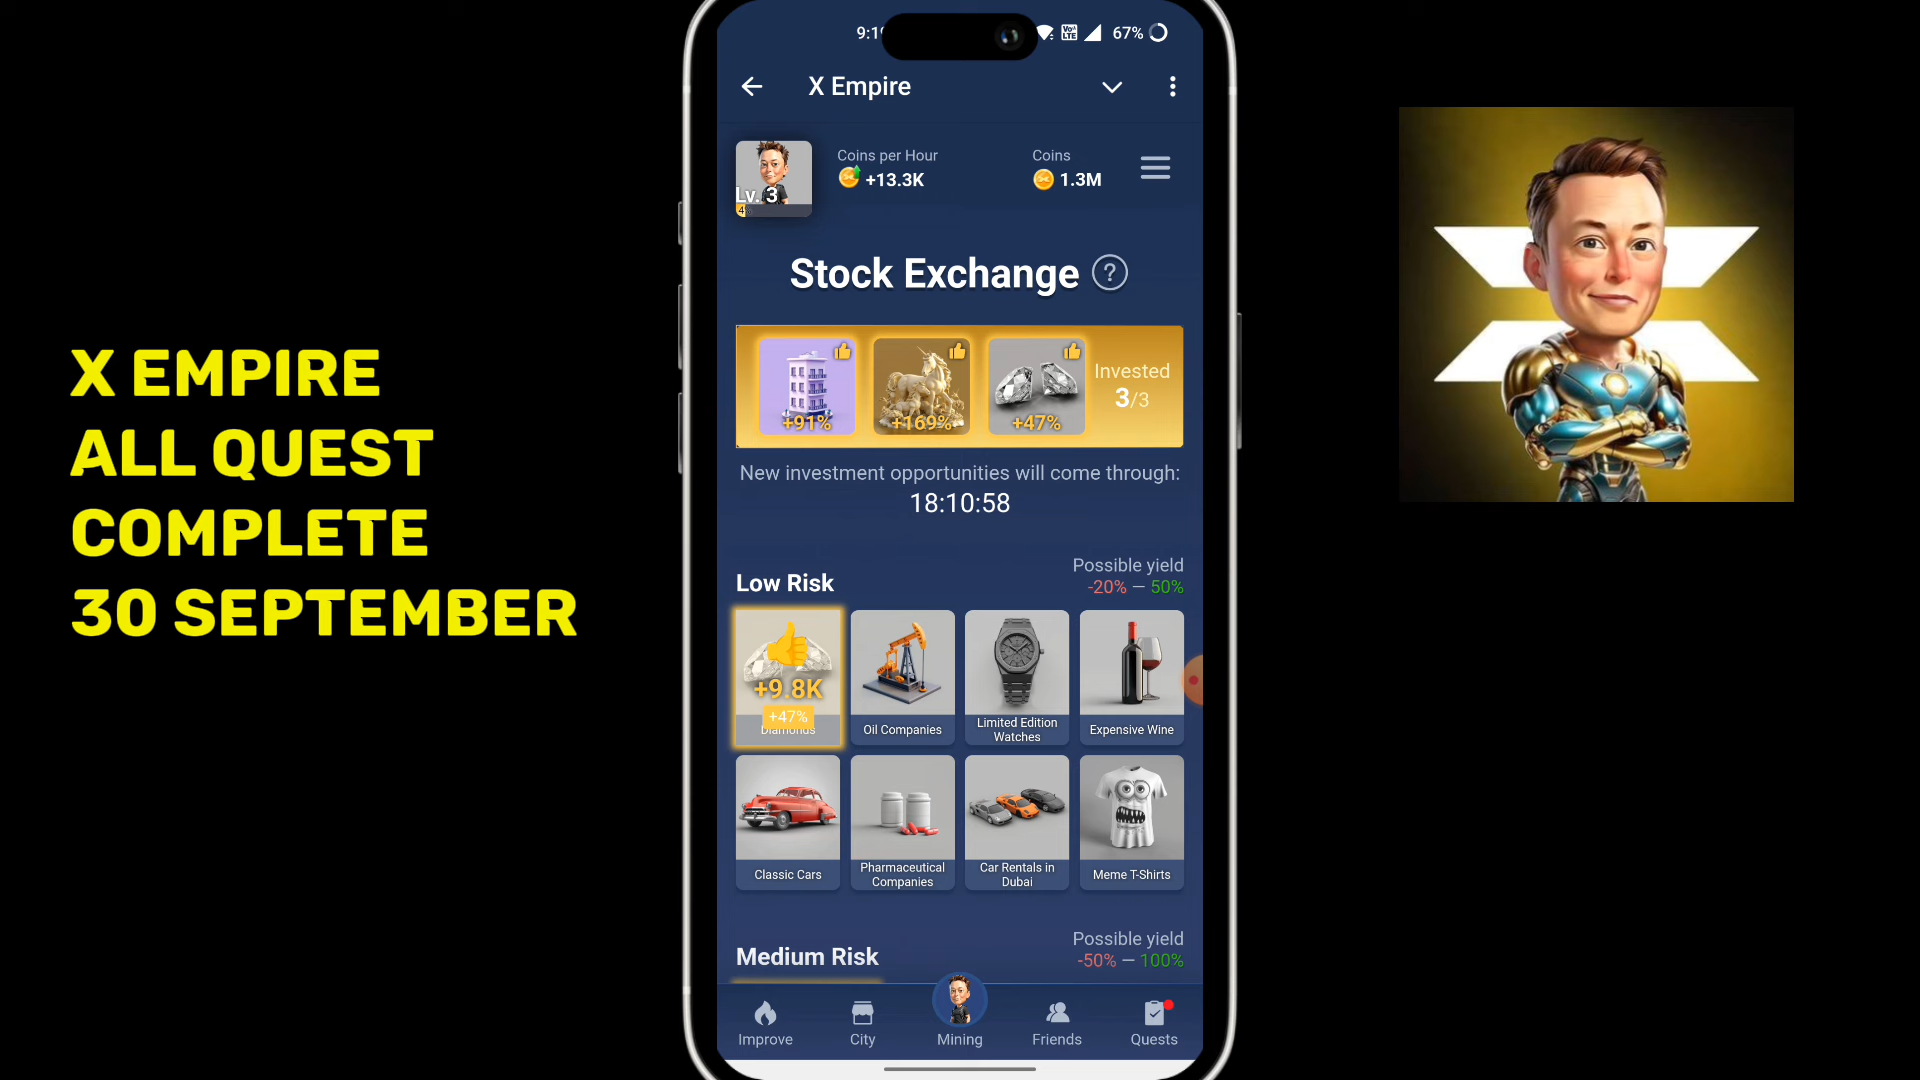 X EMPIRE
ALL QUEST
COMPLETE
30 SEPTEMBER
67%
X Empire
Lv. 3
Coins per Hour
+13.3K
Coins
1.3M
Stock Exchange ?
+91%
+169%
+47%
Invested
3/3
New investment opportunities will come through:
18:10:58
Low Risk
Possible yield
-20% — 50%
+9.8K
+47%
Diamonds
Oil Companies
Limited Edition
Watches
Expensive Wine
Classic Cars
Pharmaceutical
Companies
Car Rentals in
Dubai
Meme T-Shirts
Medium Risk
Possible yield
-50% — 100%
Improve
City
Mining
Friends
Quests